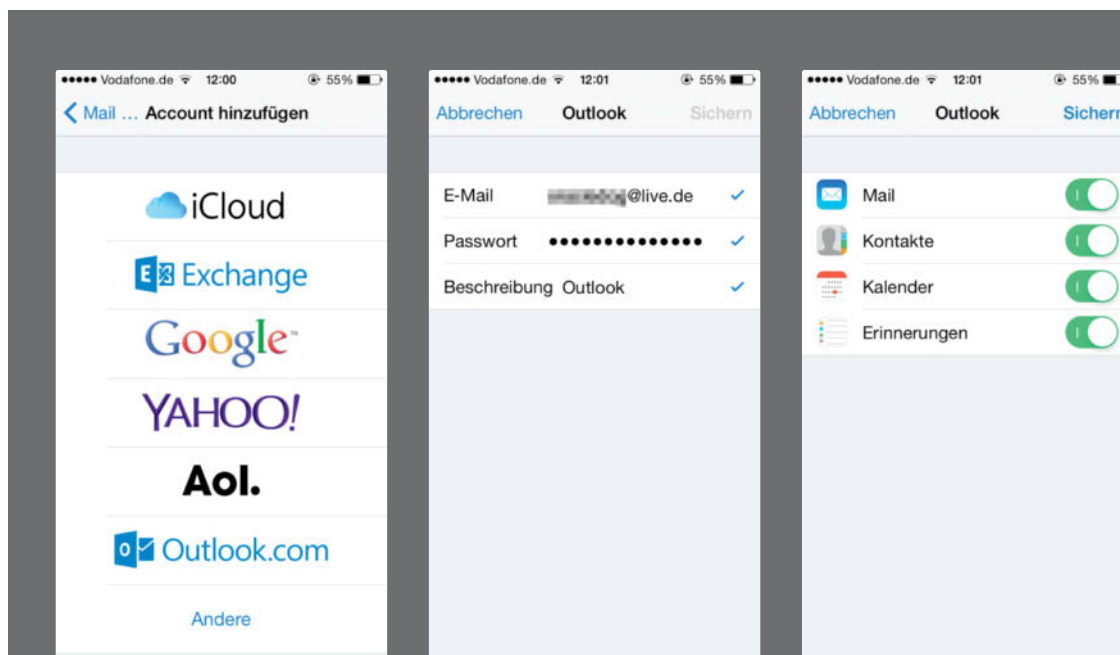 Vodafone.de 12:00 55%
Mail ... Account hinzufügen
iCloud
E Exchange
Google™
YAHOO!
Aol.
o Outlook.com
Andere
Vodafone.de 12:01 55%
Abbrechen Outlook Sichern
E-Mail @live.de
Passwort ••••••••••••••
Beschreibung Outlook
Vodafone.de 12:01 55%
Abbrechen Outlook Sichern
Mail
Kontakte
Kalender
Erinnerungen